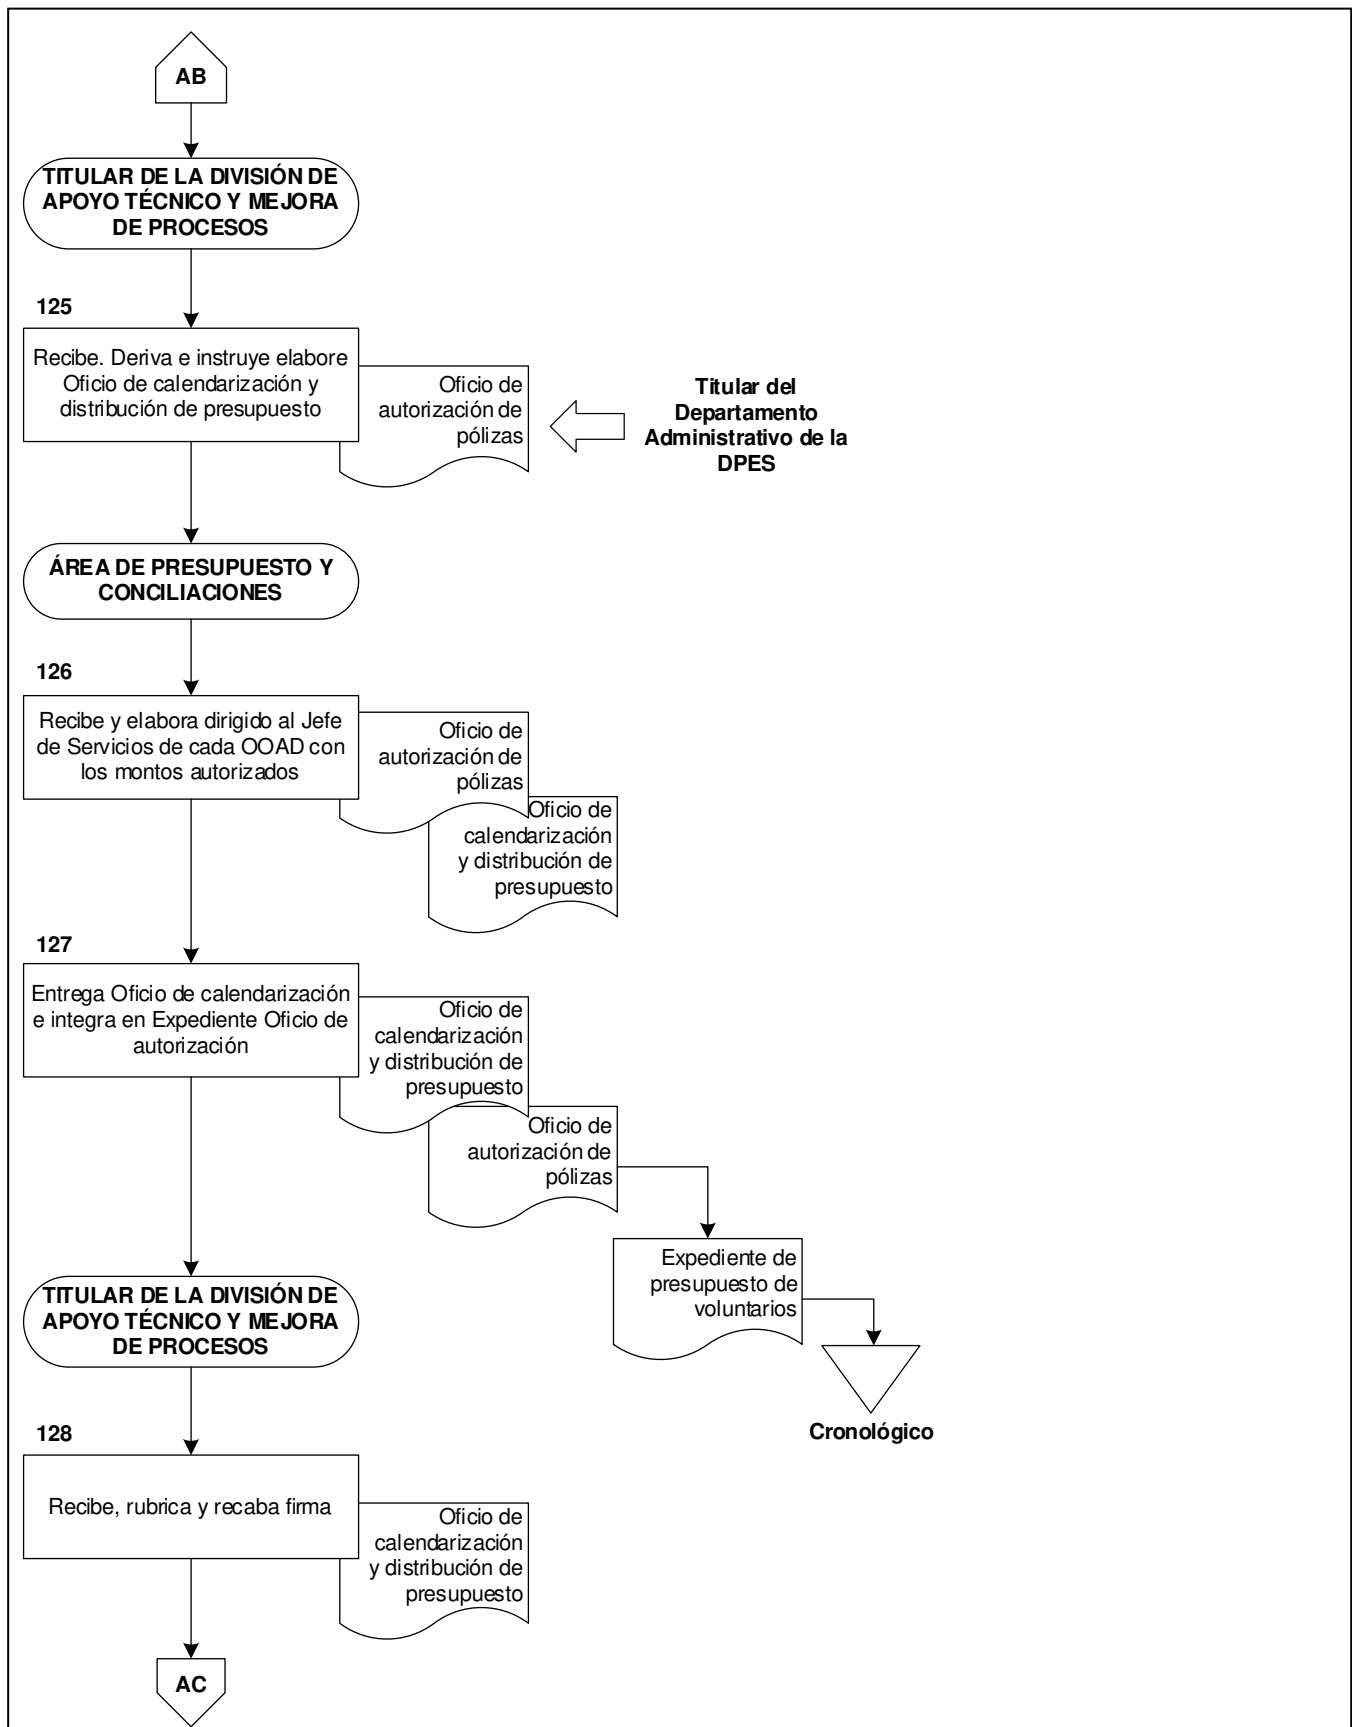 AB
TITULAR DE LA DIVISIÓN DE
APOYO TÉCNICO Y MEJORA
DE PROCESOS
125
Recibe. Deriva e instruye elabore
Oficio de calendarización y
distribución de presupuesto
Oficio de
autorización de
pólizas
Titular del
Departamento
Administrativo de la
DPES
ÁREA DE PRESUPUESTO Y
CONCILIACIONES
126
Recibe y elabora dirigido al Jefe
de Servicios de cada OOAD con
los montos autorizados
Oficio de
autorización de
pólizas
Oficio de
calendarización
y distribución de
presupuesto
127
Entrega Oficio de calendarización
e integra en Expediente Oficio de
autorización
Oficio de
calendarización
y distribución de
presupuesto
Oficio de
autorización de
pólizas
Expediente de
presupuesto de
voluntarios
Cronológico
TITULAR DE LA DIVISIÓN DE
APOYO TÉCNICO Y MEJORA
DE PROCESOS
128
Recibe, rubrica y recaba firma
Oficio de
calendarización
y distribución de
presupuesto
AC